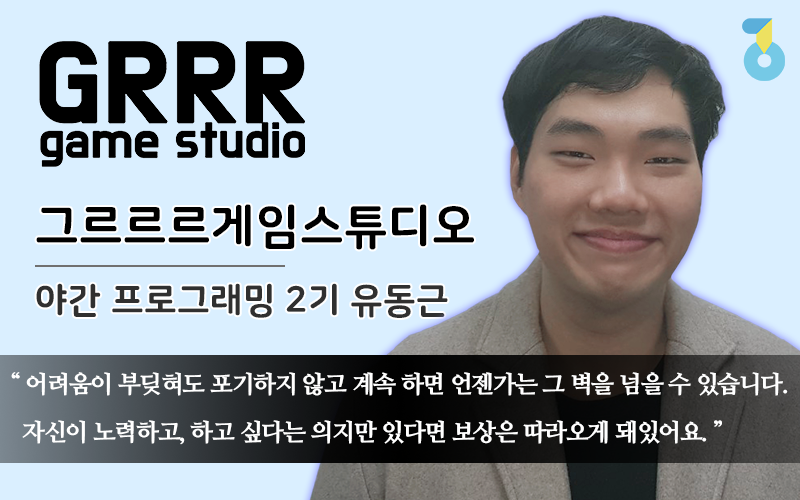 GRRR
game studio
그르르르게임스튜디오
야간 프로그래밍 2기 유동근
“ 어려움이 부딪혀도 포기하지 않고 계속 하면 언젠가는 그 벽을 넘을 수 있습니다.
자신이 노력하고, 하고 싶다는 의지만 있다면 보상은 따라오게 돼있어요. ”